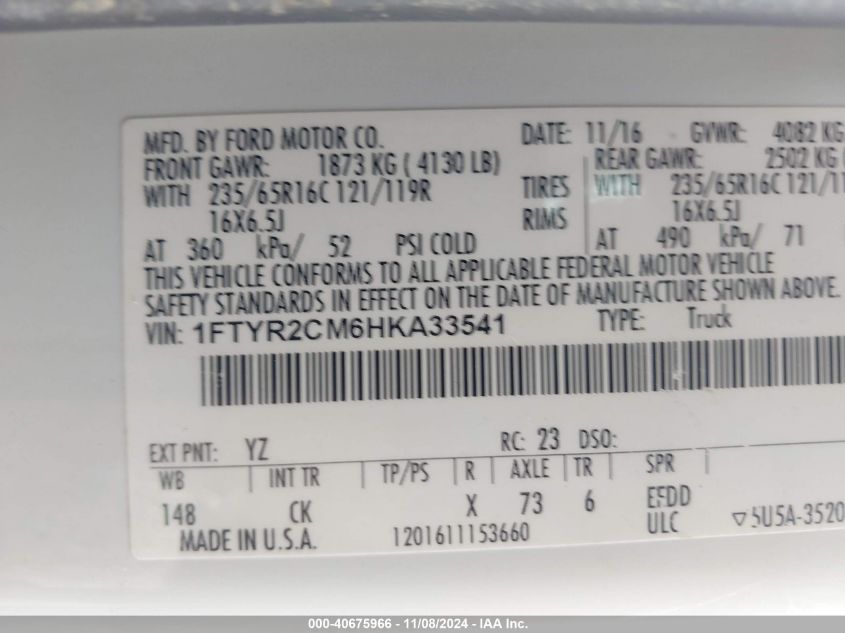 MFD. BY FORD MOTOR CO. DATE: 11/16 GVWR: 4082 KG
FRONT GAWR: 1873 KG ( 4130 LB) REAR GAWR: 2502 KG (
WITH 235/65R16C 121/119R TIRES WITH 235/65R16C 121/11
16X6.5J RIMS 16X6.5J
AT 360 kPa/ 52 PSI COLD AT 490 kPa/ 71
THIS VEHICLE CONFORMS TO ALL APPLICABLE FEDERAL MOTOR VEHICLE
SAFETY STANDARDS IN EFFECT ON THE DATE OF MANUFACTURE SHOWN ABOVE.
VIN: 1FTYR2CM6HKA33541 TYPE: Truck
EXT PNT: YZ RC: 23 DSO:
WB INT TR TP/PS R AXLE TR SPR
148 CK X 73 6 EFDD
ULC ▽5U5A-3520
MADE IN U.S.A. 1201611153660
000-40675966 - 11/08/2024 - IAA Inc.